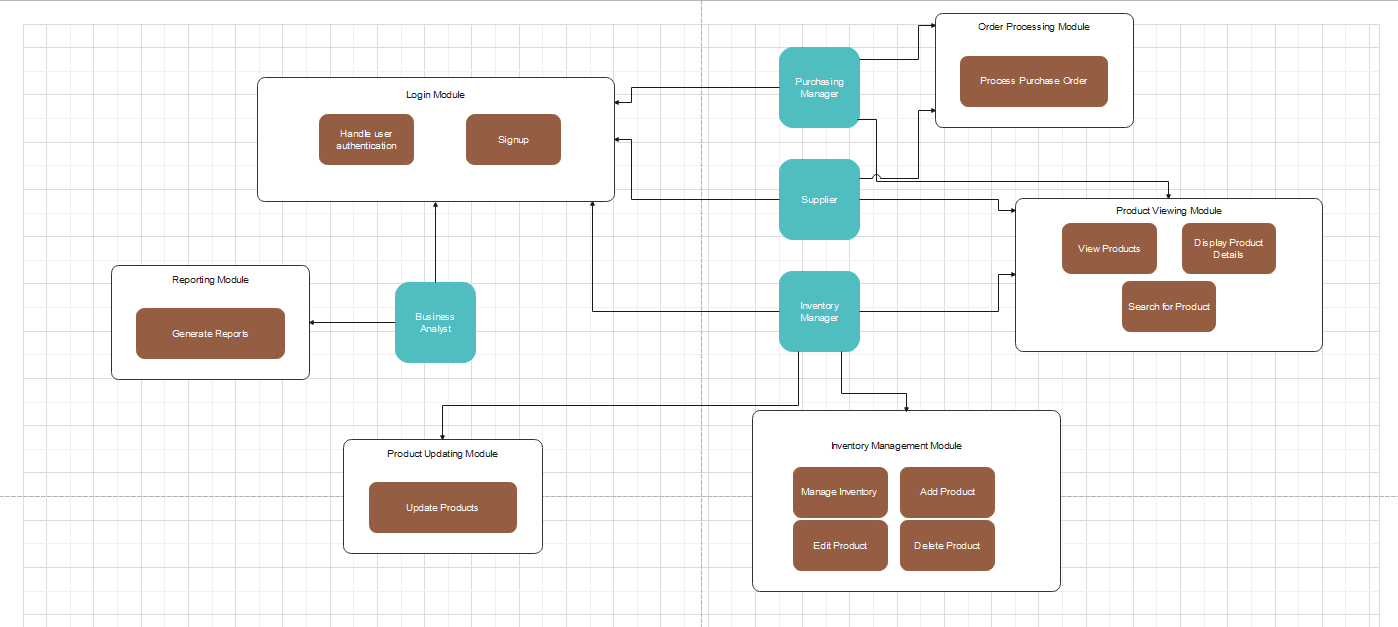 Order Processing Module
Process Purchase Order
Purchasing
Manager
Login Module
Handle user
authentication
Signup
Supplier
Product Viewing Module
View Products
Display Product
Details
Search for Product
Reporting Module
Generate Reports
Business
Analyst
Inventory
Manager
Product Updating Module
Update Products
Inventory Management Module
Manage Inventory
Add Product
Edit Product
Delete Product